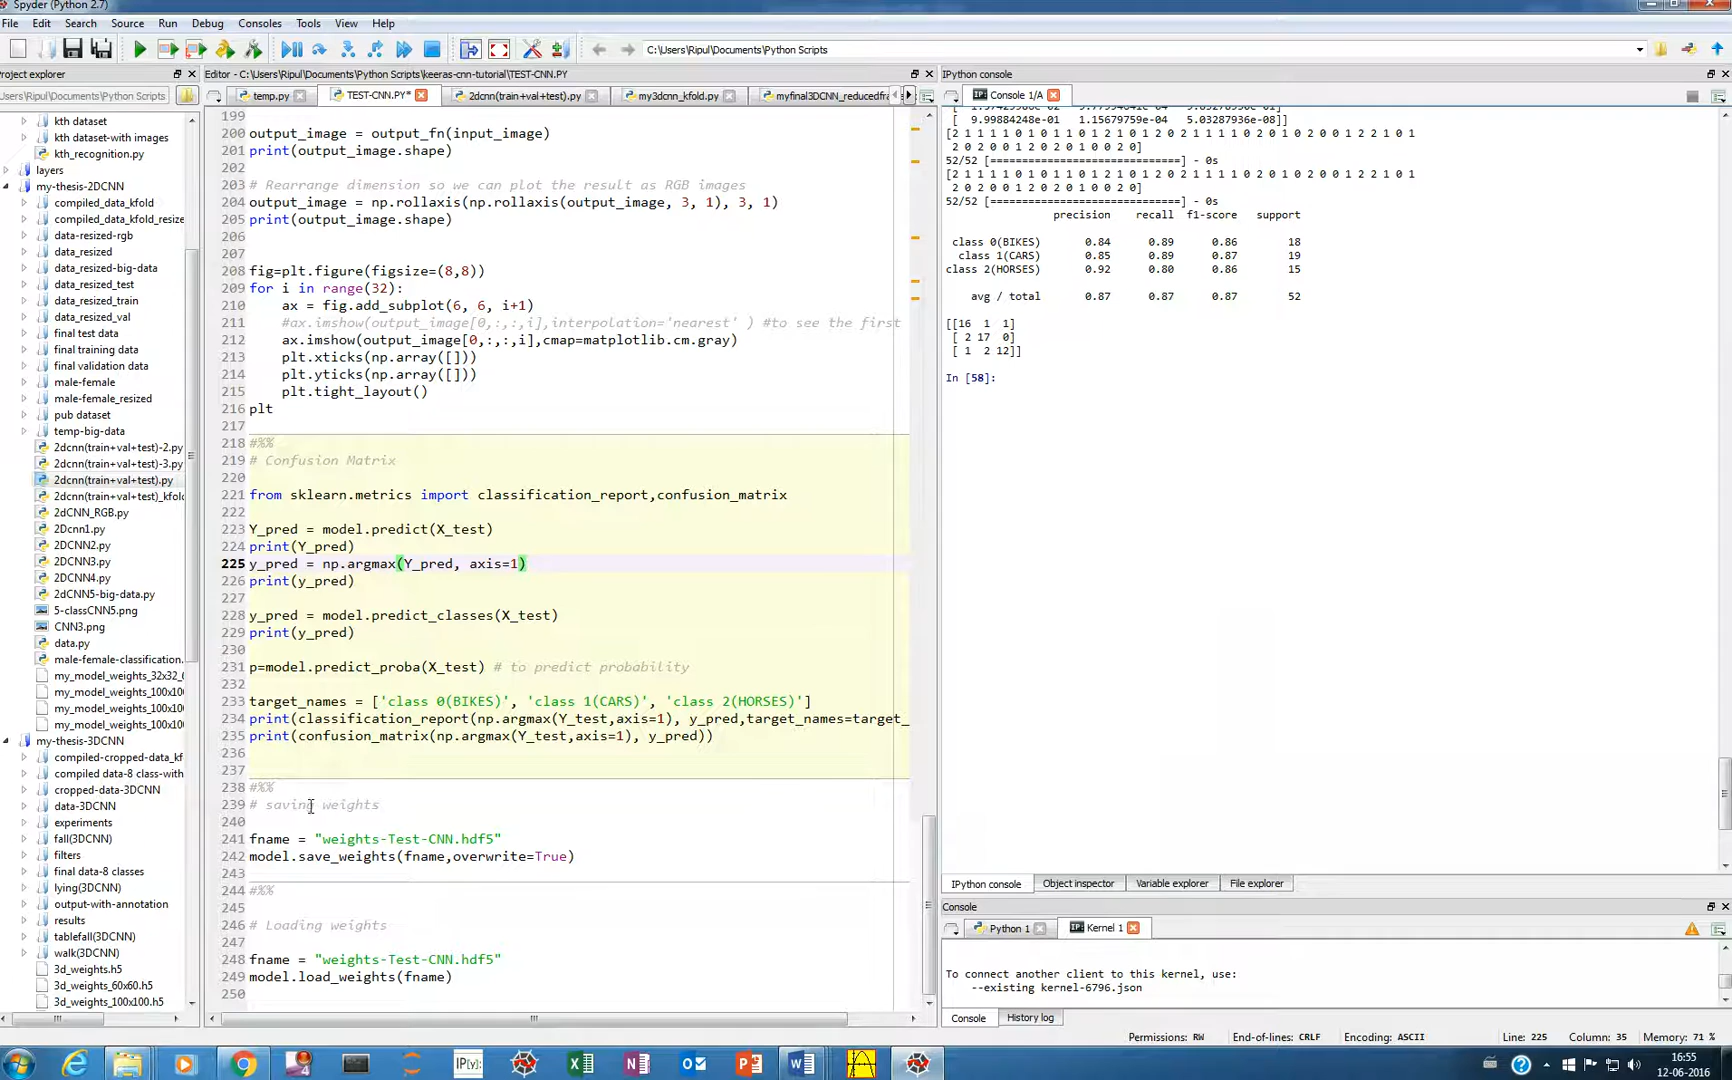 Spyder (Python 2.7)
File Edit Search Source Run Debug Consoles Tools View Help
C:\Users\Ripul\Documents\Python Scripts
Project explorer
Editor - C:\Users\Ripul\Documents\Python Scripts\keeras-cnn-tutorial\TEST-CNN.PY
IPython console
\Users\Ripul\Documents\Python Scripts
temp.py TEST-CNN.PY* 2dcnn(train+val+test).py my3dcnn_kfold.py myfinal3DCNN_reducedfra
Console 1/A
kth dataset
kth dataset-with images
kth_recognition.py
layers
my-thesis-2DCNN
compiled_data_kfold
compiled_data_kfold_resize
data-resized-rgb
data_resized
data_resized-big-data
data_resized_test
data_resized_train
data_resized_val
final test data
final training data
final validation data
male-female
male-female_resized
pub dataset
temp-big-data
2dcnn(train+val+test)-2.py
2dcnn(train+val+test)-3.py
2dcnn(train+val+test).py
2dcnn(train+val+test)_kfold
2dCNN_RGB.py
2Dcnn1.py
2DCNN2.py
2DCNN3.py
2DCNN4.py
2dCNN5-big-data.py
5-classCNN5.png
CNN3.png
data.py
male-female-classification.
my_model_weights_32x32_
my_model_weights_100x100
my_model_weights_100x100
my_model_weights_100x100
my-thesis-3DCNN
compiled-cropped-data_kf
compiled data-8 class-with
cropped-data-3DCNN
data-3DCNN
experiments
fall(3DCNN)
filters
final data-8 classes
lying(3DCNN)
output-with-annotation
results
tablefall(3DCNN)
walk(3DCNN)
3d_weights.h5
3d_weights_60x60.h5
3d_weights_100x100.h5
199
200 output_image = output_fn(input_image)
201 print(output_image.shape)
202
203 # Rearrange dimension so we can plot the result as RGB images
204 output_image = np.rollaxis(np.rollaxis(output_image, 3, 1), 3, 1)
205 print(output_image.shape)
206
207
208 fig=plt.figure(figsize=(8,8))
209 for i in range(32):
210 ax = fig.add_subplot(6, 6, i+1)
211 #ax.imshow(output_image[0,:,:,i],interpolation='nearest' ) #to see the first
212 ax.imshow(output_image[0,:,:,i],cmap=matplotlib.cm.gray)
213 plt.xticks(np.array([]))
214 plt.yticks(np.array([]))
215 plt.tight_layout()
216 plt
217
218 #%%
219 # Confusion Matrix
220
221 from sklearn.metrics import classification_report,confusion_matrix
222
223 Y_pred = model.predict(X_test)
224 print(Y_pred)
225 y_pred = np.argmax(Y_pred, axis=1)
226 print(y_pred)
227
228 y_pred = model.predict_classes(X_test)
229 print(y_pred)
230
231 p=model.predict_proba(X_test) # to predict probability
232
233 target_names = ['class 0(BIKES)', 'class 1(CARS)', 'class 2(HORSES)']
234 print(classification_report(np.argmax(Y_test,axis=1), y_pred,target_names=target_
235 print(confusion_matrix(np.argmax(Y_test,axis=1), y_pred))
236
237
238 #%%
239 # saving weights
240
241 fname = "weights-Test-CNN.hdf5"
242 model.save_weights(fname,overwrite=True)
243
244 #%%
245
246 # Loading weights
247
248 fname = "weights-Test-CNN.hdf5"
249 model.load_weights(fname)
250
[ 9.99884248e-01 1.15679759e-04 5.03287936e-08]]
[2 1 1 1 1 0 1 0 1 1 0 1 2 0 2 1 1 1 1 0 2 0 1 0 2 0 0 1 2 2 1 0 1
2 0 2 0 0 1 2 0 2 0 1 0 0 2 0]
52/52 [==============================] - 0s
[2 1 1 1 1 0 1 0 1 1 0 1 2 0 2 1 1 1 1 0 2 0 1 0 2 0 0 1 2 2 1 0 1
2 0 2 0 0 1 2 0 2 0 1 0 0 2 0]
52/52 [==============================] - 0s
precision recall f1-score support
class 0(BIKES) 0.84 0.89 0.86 18
class 1(CARS) 0.85 0.89 0.87 19
class 2(HORSES) 0.92 0.80 0.86 15
avg / total 0.87 0.87 0.87 52
[[16 1 1]
[ 2 17 0]
[ 1 2 12]]
In [58]:
IPython console Object inspector Variable explorer File explorer
Console
Python 1 Kernel 1
To connect another client to this kernel, use:
--existing kernel-6796.json
Console History log
Permissions: RW End-of-lines: CRLF Encoding: ASCII Line: 225 Column: 35 Memory: 71 %
IP[y]:
16:55
12-06-2016